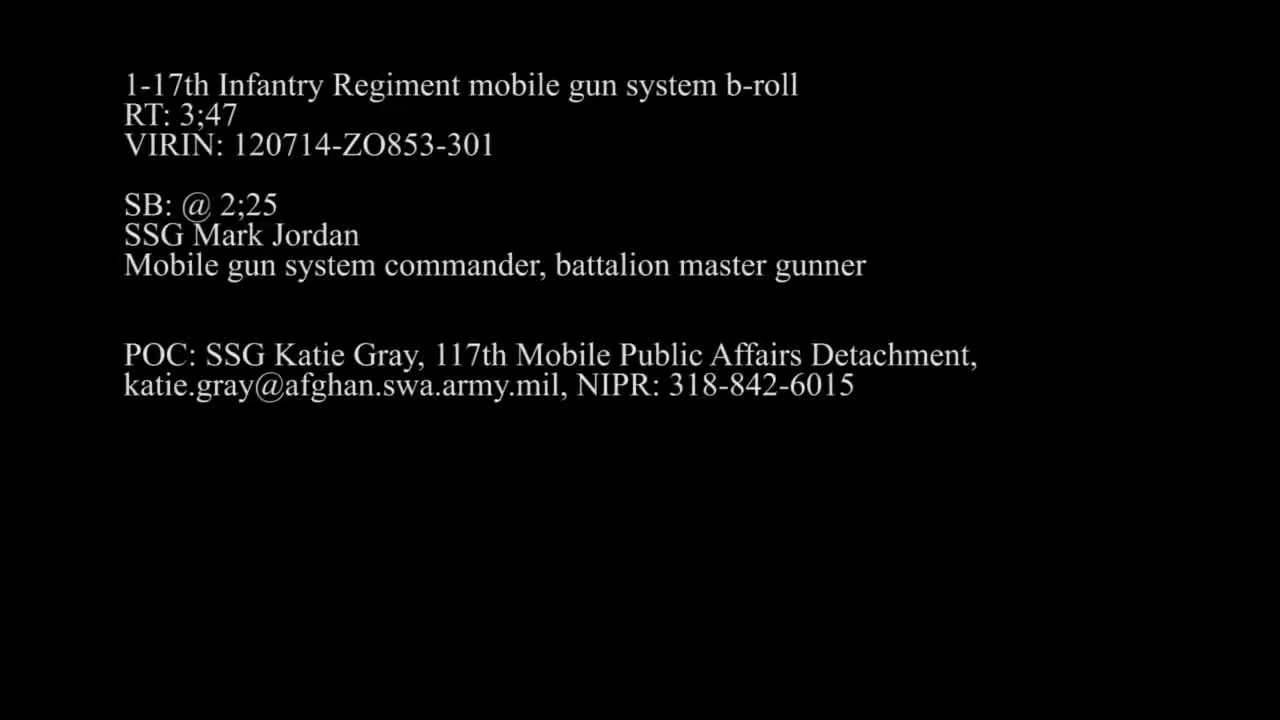 1-17th Infantry Regiment mobile gun system b-roll
RT: 3;47
VIRIN: 120714-ZO853-301
SB: @ 2;25
SSG Mark Jordan
Mobile gun system commander, battalion master gunner
POC: SSG Katie Gray, 117th Mobile Public Affairs Detachment,
katie.gray@afghan.swa.army.mil, NIPR: 318-842-6015